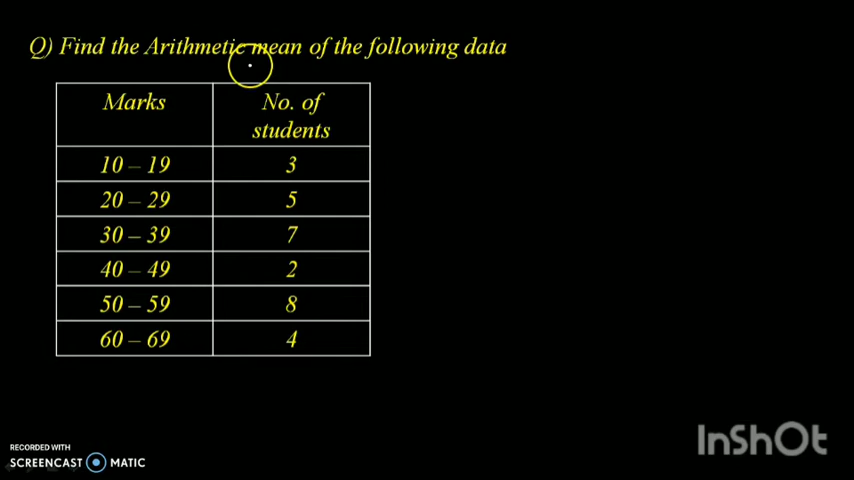 Q) Find the Arithmetic mean of the following data
Marks No. of students
10 – 19 3
20 – 29 5
30 – 39 7
40 – 49 2
50 – 59 8
60 – 69 4
RECORDED WITH
SCREENCAST MATIC
InShOt